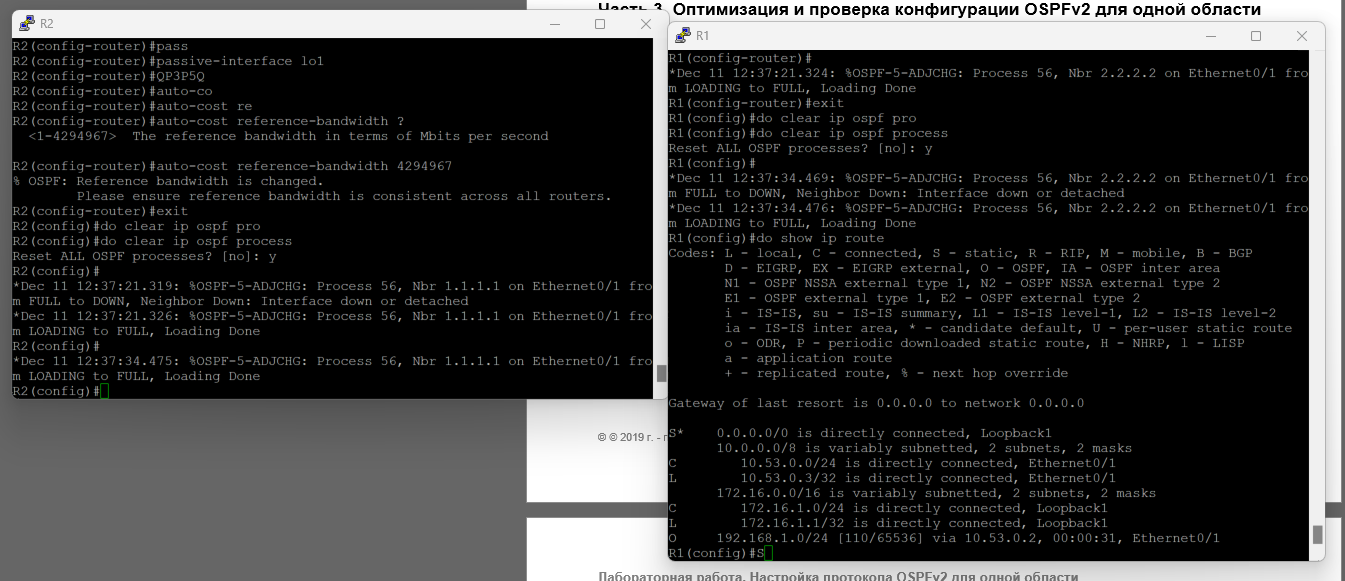 Часть 3. Оптимизация и проверка конфигурации OSPFv2 для одной области
R2
R2(config-router)#pass
R2(config-router)#passive-interface lo1
R2(config-router)#QP3P5Q
R2(config-router)#auto-co
R2(config-router)#auto-cost re
R2(config-router)#auto-cost reference-bandwidth ?
<1-4294967>  The reference bandwidth in terms of Mbits per second
R2(config-router)#auto-cost reference-bandwidth 4294967
% OSPF: Reference bandwidth is changed.
Please ensure reference bandwidth is consistent across all routers.
R2(config-router)#exit
R2(config)#do clear ip ospf pro
R2(config)#do clear ip ospf process
Reset ALL OSPF processes? [no]: y
R2(config)#
*Dec 11 12:37:21.319: %OSPF-5-ADJCHG: Process 56, Nbr 1.1.1.1 on Ethernet0/1 fro
m FULL to DOWN, Neighbor Down: Interface down or detached
*Dec 11 12:37:21.326: %OSPF-5-ADJCHG: Process 56, Nbr 1.1.1.1 on Ethernet0/1 fro
m LOADING to FULL, Loading Done
R2(config)#
*Dec 11 12:37:34.475: %OSPF-5-ADJCHG: Process 56, Nbr 1.1.1.1 on Ethernet0/1 fro
m LOADING to FULL, Loading Done
R2(config)#
R1
R1(config-router)#
*Dec 11 12:37:21.324: %OSPF-5-ADJCHG: Process 56, Nbr 2.2.2.2 on Ethernet0/1 fro
m LOADING to FULL, Loading Done
R1(config-router)#exit
R1(config)#do clear ip ospf pro
R1(config)#do clear ip ospf process
Reset ALL OSPF processes? [no]: y
R1(config)#
*Dec 11 12:37:34.469: %OSPF-5-ADJCHG: Process 56, Nbr 2.2.2.2 on Ethernet0/1 fro
m FULL to DOWN, Neighbor Down: Interface down or detached
*Dec 11 12:37:34.476: %OSPF-5-ADJCHG: Process 56, Nbr 2.2.2.2 on Ethernet0/1 fro
m LOADING to FULL, Loading Done
R1(config)#do show ip route
Codes: L - local, C - connected, S - static, R - RIP, M - mobile, B - BGP
D - EIGRP, EX - EIGRP external, O - OSPF, IA - OSPF inter area
N1 - OSPF NSSA external type 1, N2 - OSPF NSSA external type 2
E1 - OSPF external type 1, E2 - OSPF external type 2
i - IS-IS, su - IS-IS summary, L1 - IS-IS level-1, L2 - IS-IS level-2
ia - IS-IS inter area, * - candidate default, U - per-user static route
o - ODR, P - periodic downloaded static route, H - NHRP, l - LISP
a - application route
+ - replicated route, % - next hop override
Gateway of last resort is 0.0.0.0 to network 0.0.0.0
S*    0.0.0.0/0 is directly connected, Loopback1
10.0.0.0/8 is variably subnetted, 2 subnets, 2 masks
C        10.53.0.0/24 is directly connected, Ethernet0/1
L        10.53.0.3/32 is directly connected, Ethernet0/1
172.16.0.0/16 is variably subnetted, 2 subnets, 2 masks
C        172.16.1.0/24 is directly connected, Loopback1
L        172.16.1.1/32 is directly connected, Loopback1
O     192.168.1.0/24 [110/65536] via 10.53.0.2, 00:00:31, Ethernet0/1
R1(config)#S
© © 2019 г. -
Лабораторная работа. Настройка протокола OSPFv2 для одной области